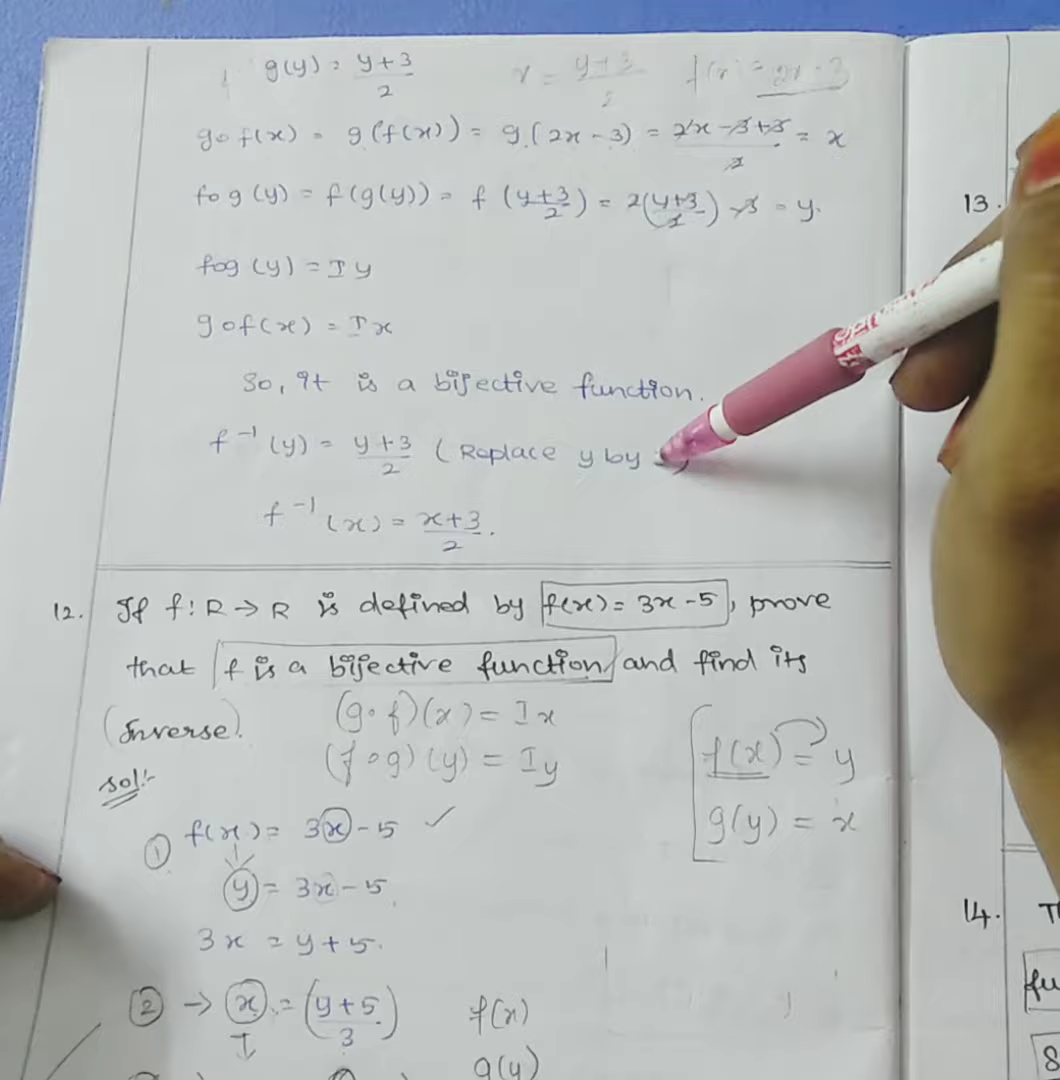 g(y) = y+3/2 x = y+3/2 f(x) = 2x-3
gof(x) = g(f(x)) = g(2x-3) = 2x-3+3/2 = x
fog(y) = f(g(y)) = f(y+3/2) = 2(y+3/2)-3 = y.
fog(y) = Iy
gof(x) = Ix
So, It is a bijective function.
f⁻¹(y) = y+3/2 (Replace y by
f⁻¹(x) = x+3/2.
12. If f: R→R is defined by f(x) = 3x-5, prove
that f is a bijective function and find its
Inverse.
(g∘f)(x) = Ix
(f∘g)(y) = Iy
f(x) = y
g(y) = x
Sol:-
① f(x) = 3x-5 ✓
y = 3x-5
3x = y+5.
② → x = (y+5/3) f(x)
g(y)
13.
14. T
fu
8